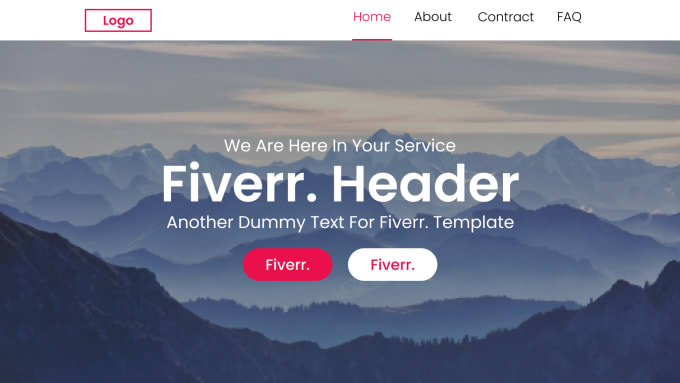 Logo
Home About Contract FAQ
We Are Here In Your Service
Fiverr. Header
Another Dummy Text For Fiverr. Template
Fiverr. Fiverr.